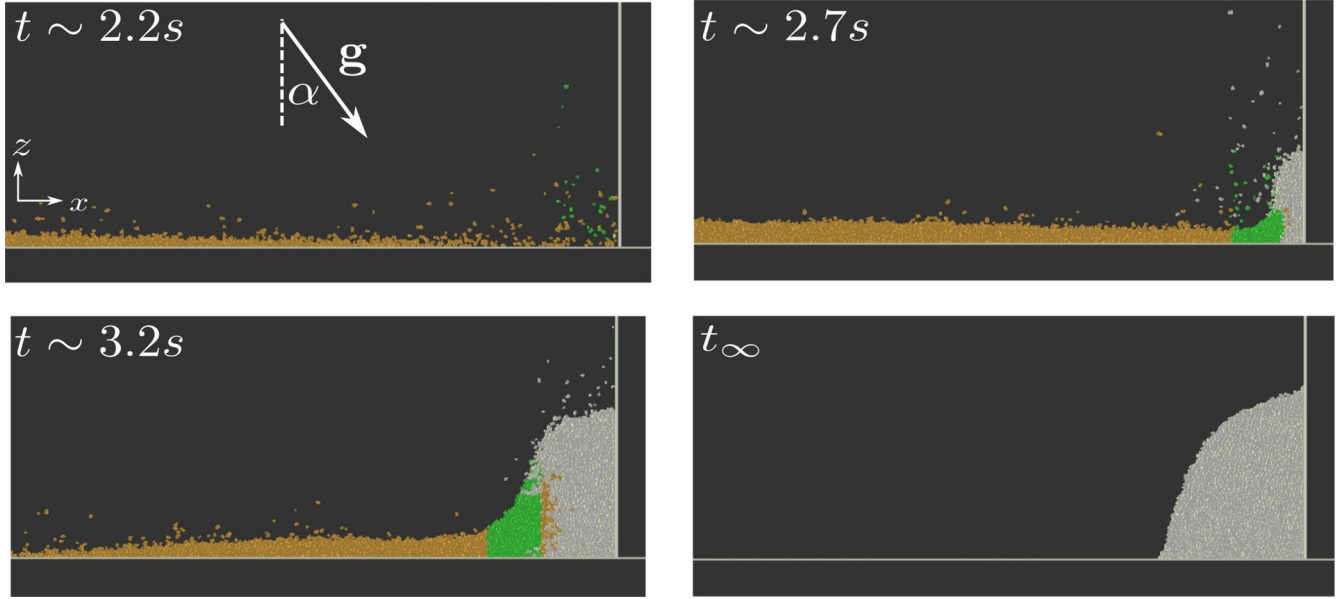 t ∼ 2.2s
g
α
z
x
t ∼ 2.7s
t ∼ 3.2s
t∞